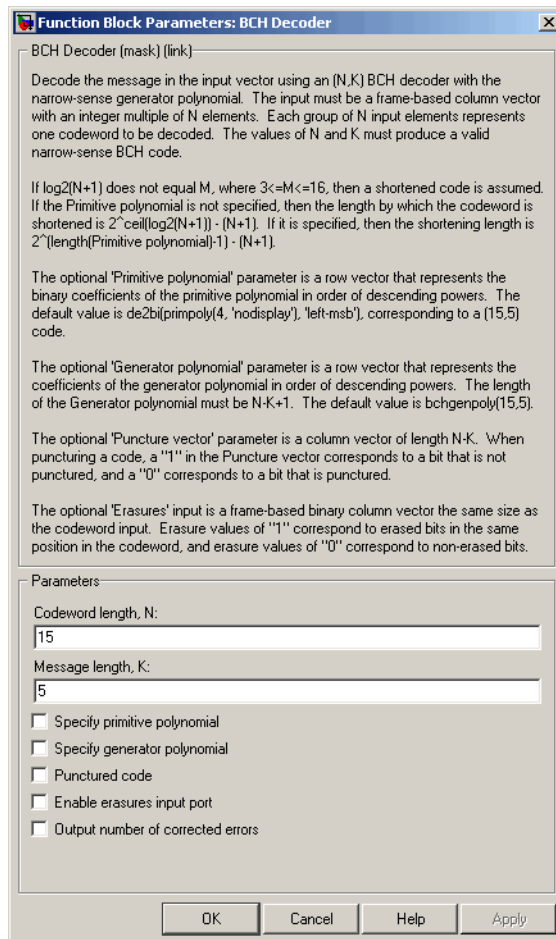 Function Block Parameters: BCH Decoder
BCH Decoder (mask) (link)
Decode the message in the input vector using an (N,K) BCH decoder with the
narrow-sense generator polynomial.  The input must be a frame-based column vector
with an integer multiple of N elements.  Each group of N input elements represents
one codeword to be decoded.  The values of N and K must produce a valid
narrow-sense BCH code.
If log2(N+1) does not equal M, where 3<=M<=16, then a shortened code is assumed.
If the Primitive polynomial is not specified, then the length by which the codeword is
shortened is 2^ceil(log2(N+1)) - (N+1).  If it is specified, then the shortening length is
2^(length(Primitive polynomial)-1) - (N+1).
The optional 'Primitive polynomial' parameter is a row vector that represents the
binary coefficients of the primitive polynomial in order of descending powers.  The
default value is de2bi(primpoly(4, 'nodisplay'), 'left-msb'), corresponding to a (15,5)
code.
The optional 'Generator polynomial' parameter is a row vector that represents the
coefficients of the generator polynomial in order of descending powers.  The length
of the Generator polynomial must be N-K+1.  The default value is bchgenpoly(15,5).
The optional 'Puncture vector' parameter is a column vector of length N-K.  When
puncturing a code, a "1" in the Puncture vector corresponds to a bit that is not
punctured, and a "0" corresponds to a bit that is punctured.
The optional 'Erasures' input is a frame-based binary column vector the same size as
the codeword input.  Erasure values of "1" correspond to erased bits in the same
position in the codeword, and erasure values of "0" correspond to non-erased bits.
Parameters
Codeword length, N:
15
Message length, K:
5
Specify primitive polynomial
Specify generator polynomial
Punctured code
Enable erasures input port
Output number of corrected errors
OK Cancel Help Apply